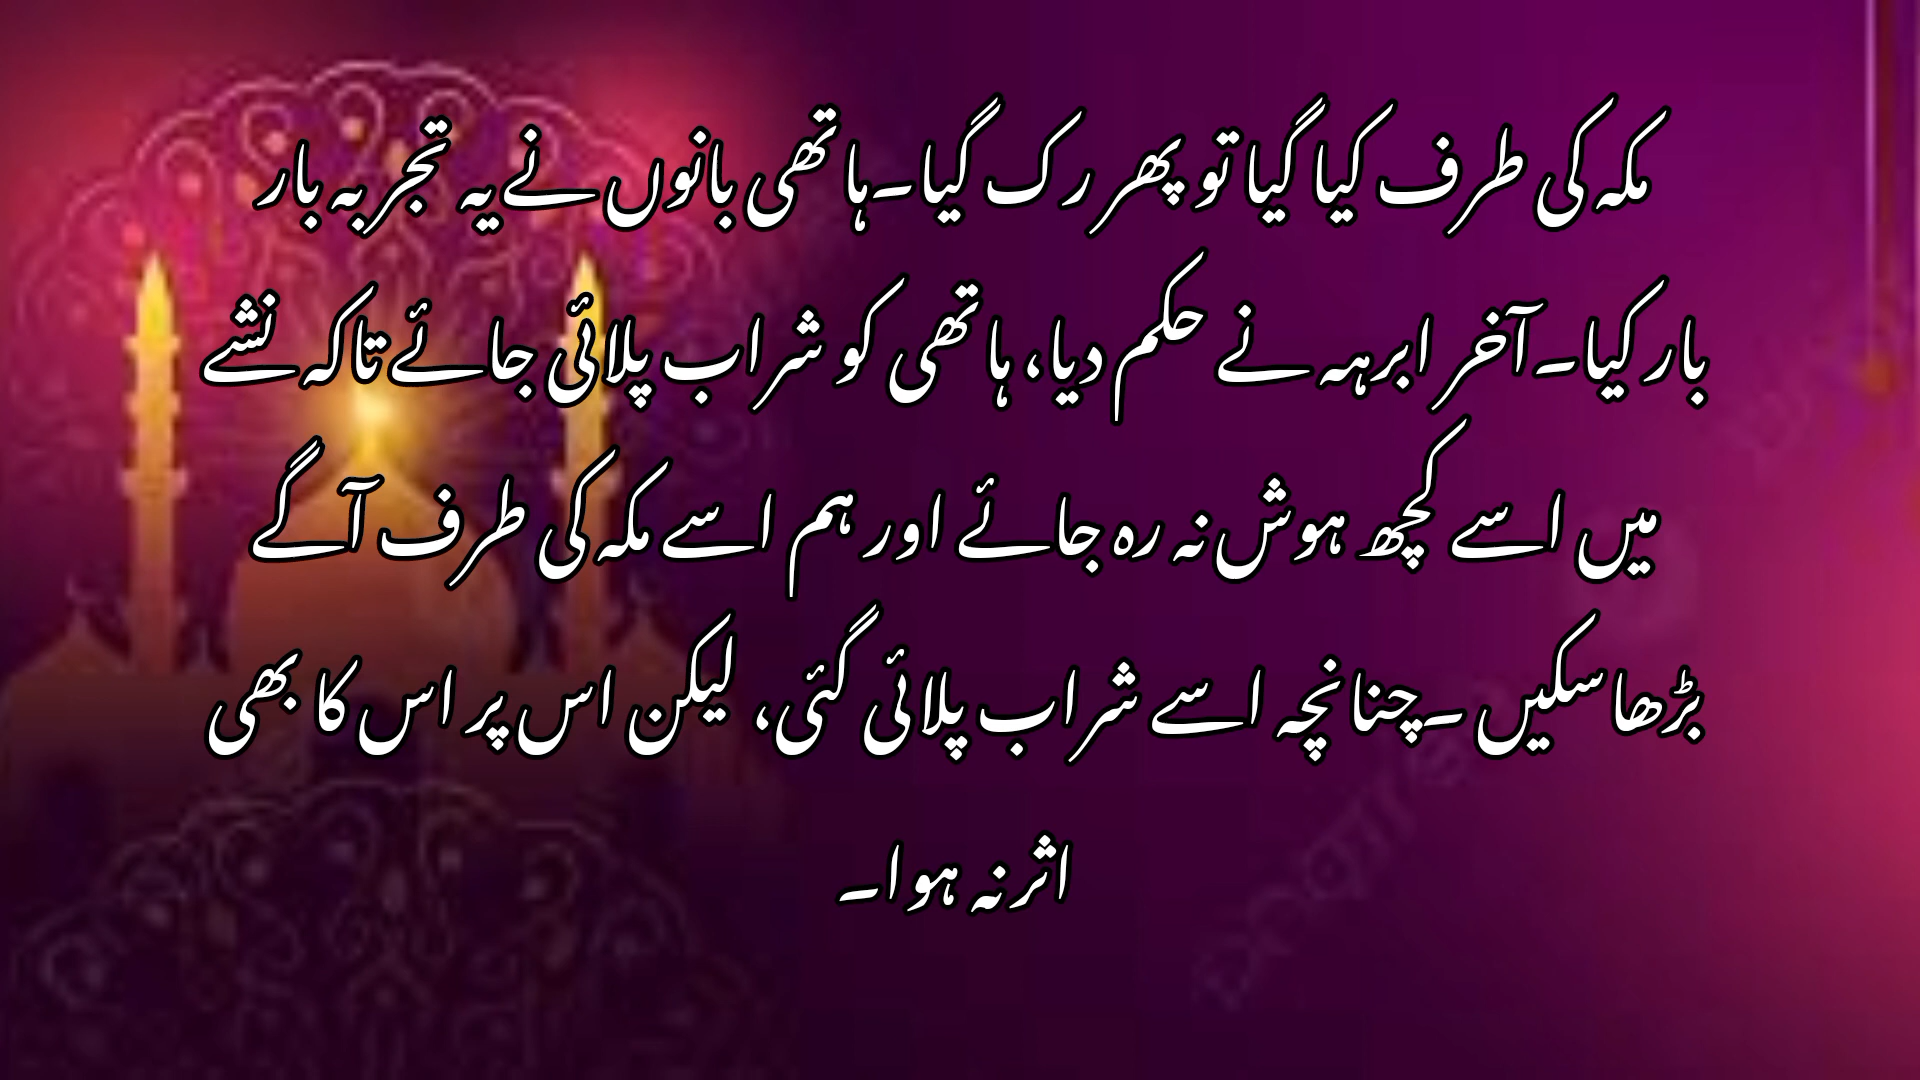 مکہ کی طرف کیا گیا تو پھر رک گیا۔ہاتھی بانوں نے یہ تجربہ بار
بار کیا۔آخر ابرہہ نے حکم دیا، ہاتھی کو شراب پلائی جائے تاکہ نشے
میں اسے کچھ ہوش نہ رہ جائے اور ہم اسے مکہ کی طرف آگے
بڑھا سکیں ۔چنانچہ اسے شراب پلائی گئی، لیکن اس پر اس کا بھی
اثر نہ ہوا۔